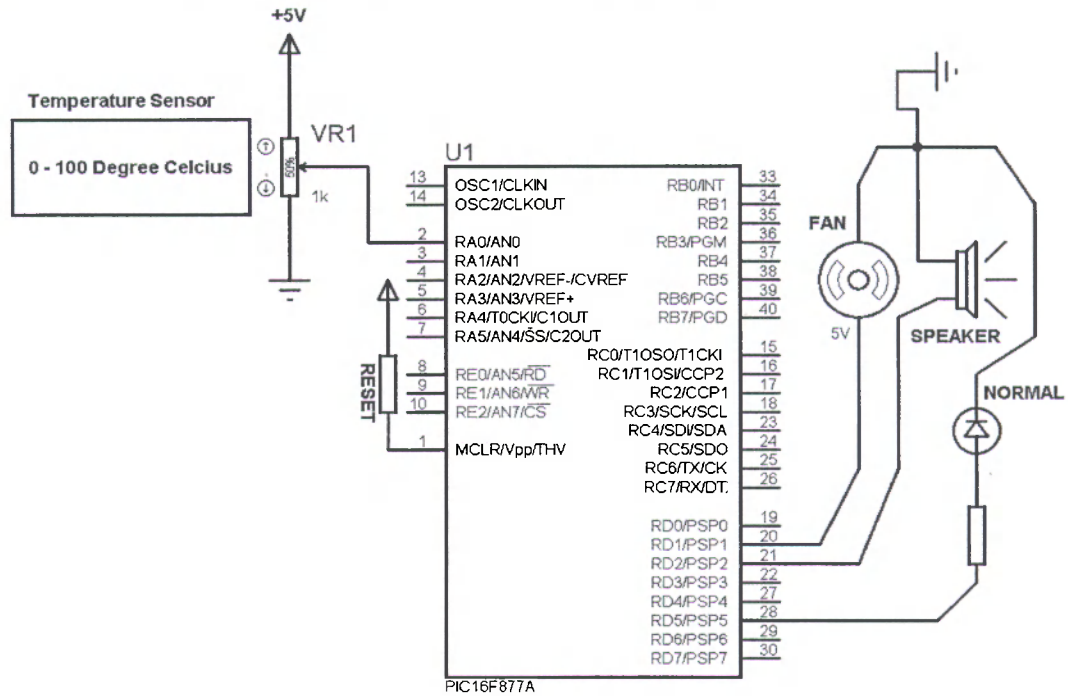 +5V
Temperature Sensor
0 - 100 Degree Celcius
VR1
60%
1k
U1
13 OSC1/CLKIN
14 OSC2/CLKOUT
2 RA0/AN0
3 RA1/AN1
4 RA2/AN2/VREF-/CVREF
5 RA3/AN3/VREF+
6 RA4/T0CKI/C1OUT
7 RA5/AN4/SS/C2OUT
8 RE0/AN5/RD
9 RE1/AN6/WR
10 RE2/AN7/CS
1 MCLR/Vpp/THV
RESET
RB0/INT 33
RB1 34
RB2 35
RB3/PGM 36
RB4 37
RB5 38
RB6/PGC 39
RB7/PGD 40
RC0/T1OSO/T1CKI 15
RC1/T1OSI/CCP2 16
RC2/CCP1 17
RC3/SCK/SCL 18
RC4/SDI/SDA 23
RC5/SDO 24
RC6/TX/CK 25
RC7/RX/DT 26
RD0/PSP0 19
RD1/PSP1 20
RD2/PSP2 21
RD3/PSP3 22
RD4/PSP4 27
RD5/PSP5 28
RD6/PSP6 29
RD7/PSP7 30
PIC16F877A
FAN
5V
SPEAKER
NORMAL